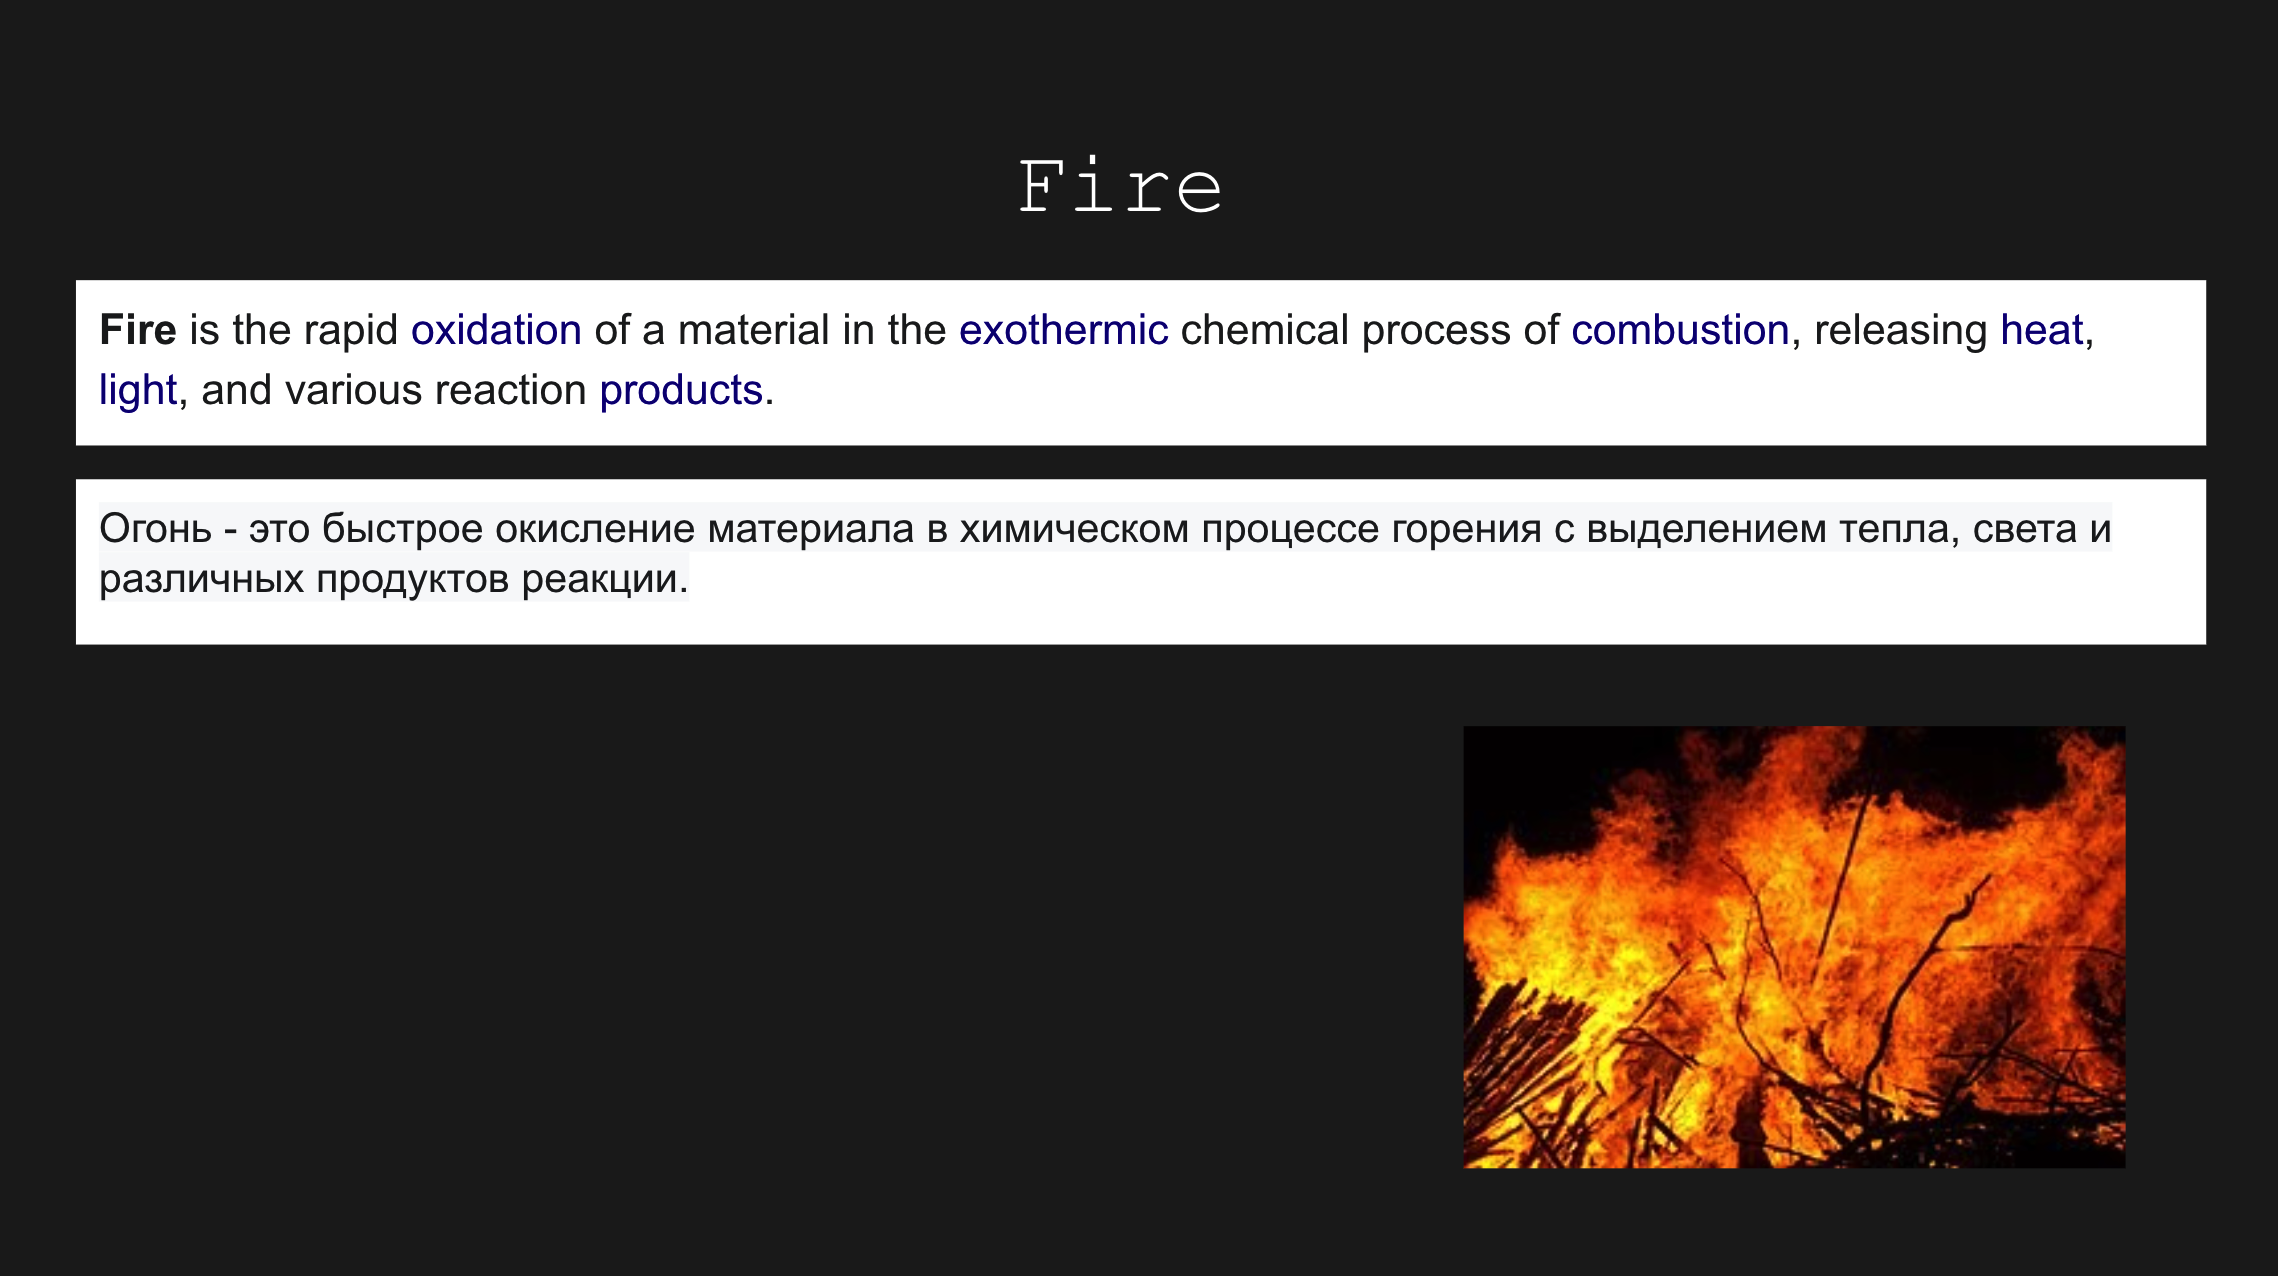 Fire
Fire is the rapid oxidation of a material in the exothermic chemical process of combustion, releasing heat,
light, and various reaction products.
Огонь - это быстрое окисление материала в химическом процессе горения с выделением тепла, света и
различных продуктов реакции.